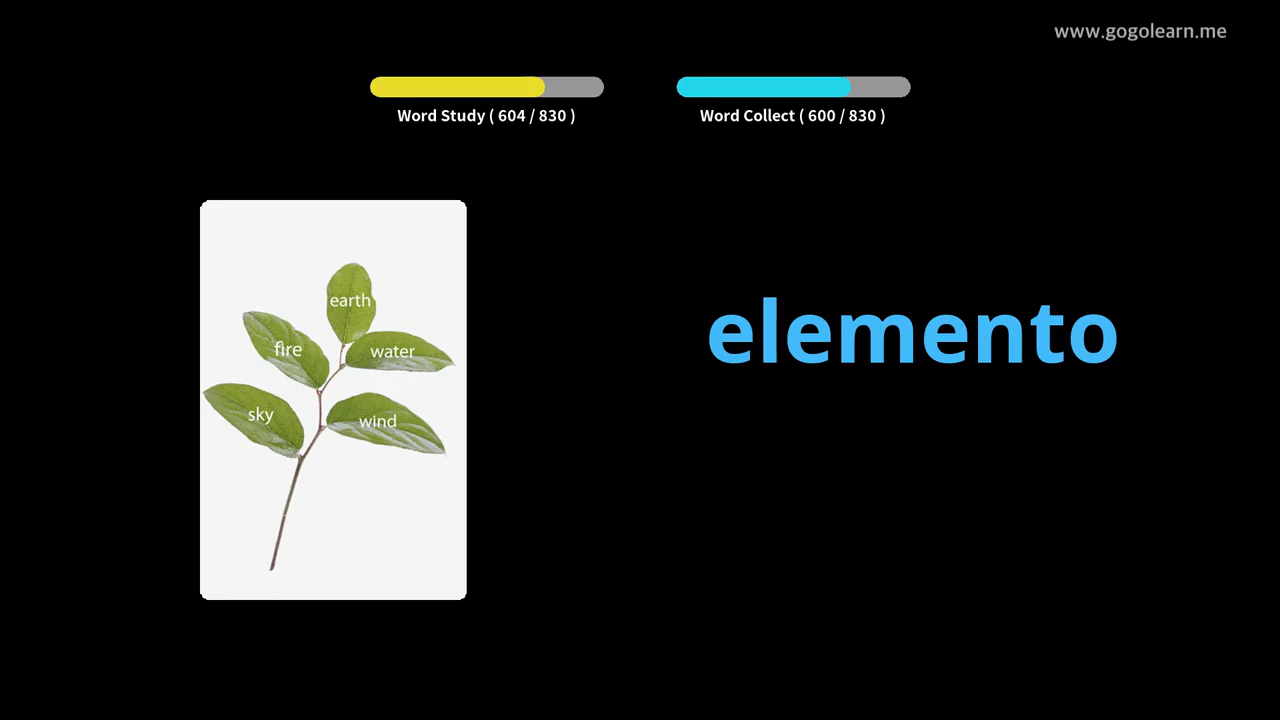 www.gogolearn.me
Word Study ( 604 / 830 )
Word Collect ( 600 / 830 )
earth
fire
water
sky
wind
elemento